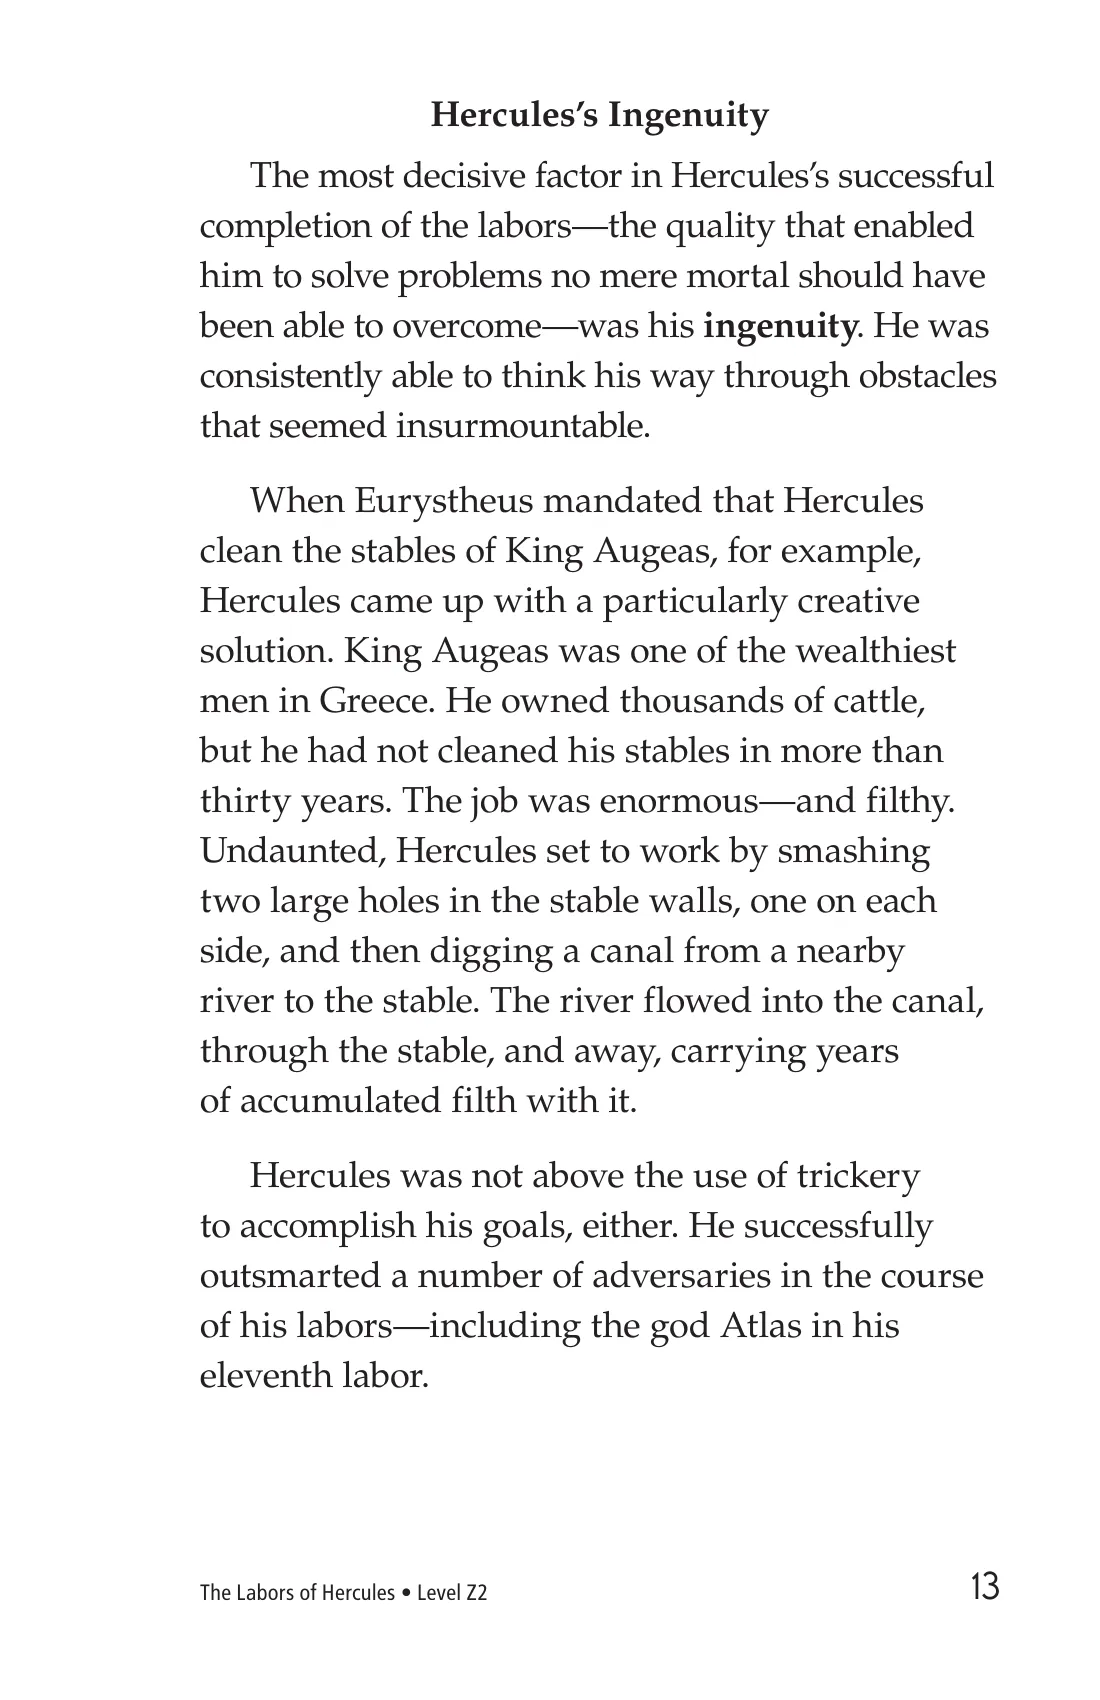 Hercules’s Ingenuity
The most decisive factor in Hercules’s successful
completion of the labors—the quality that enabled
him to solve problems no mere mortal should have
been able to overcome—was his ingenuity. He was
consistently able to think his way through obstacles
that seemed insurmountable.
When Eurystheus mandated that Hercules
clean the stables of King Augeas, for example,
Hercules came up with a particularly creative
solution. King Augeas was one of the wealthiest
men in Greece. He owned thousands of cattle,
but he had not cleaned his stables in more than
thirty years. The job was enormous—and filthy.
Undaunted, Hercules set to work by smashing
two large holes in the stable walls, one on each
side, and then digging a canal from a nearby
river to the stable. The river flowed into the canal,
through the stable, and away, carrying years
of accumulated filth with it.
Hercules was not above the use of trickery
to accomplish his goals, either. He successfully
outsmarted a number of adversaries in the course
of his labors—including the god Atlas in his
eleventh labor.
The Labors of Hercules • Level Z2
13